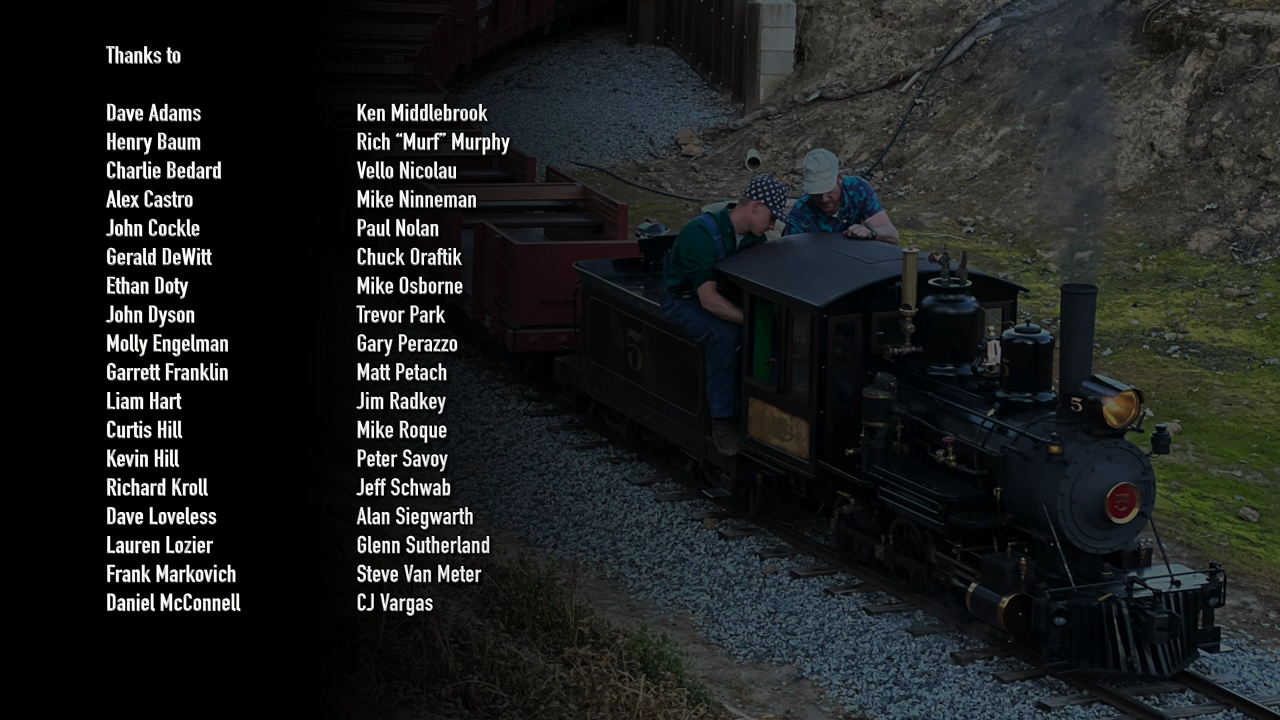 Thanks to
Dave Adams
Henry Baum
Charlie Bedard
Alex Castro
John Cockle
Gerald DeWitt
Ethan Doty
John Dyson
Molly Engelman
Garrett Franklin
Liam Hart
Curtis Hill
Kevin Hill
Richard Kroll
Dave Loveless
Lauren Lozier
Frank Markovich
Daniel McConnell
Ken Middlebrook
Rich “Murf” Murphy
Vello Nicolau
Mike Ninneman
Paul Nolan
Chuck Oraftik
Mike Osborne
Trevor Park
Gary Perazzo
Matt Petach
Jim Radkey
Mike Roque
Peter Savoy
Jeff Schwab
Alan Siegwarth
Glenn Sutherland
Steve Van Meter
CJ Vargas
220
5
5
5